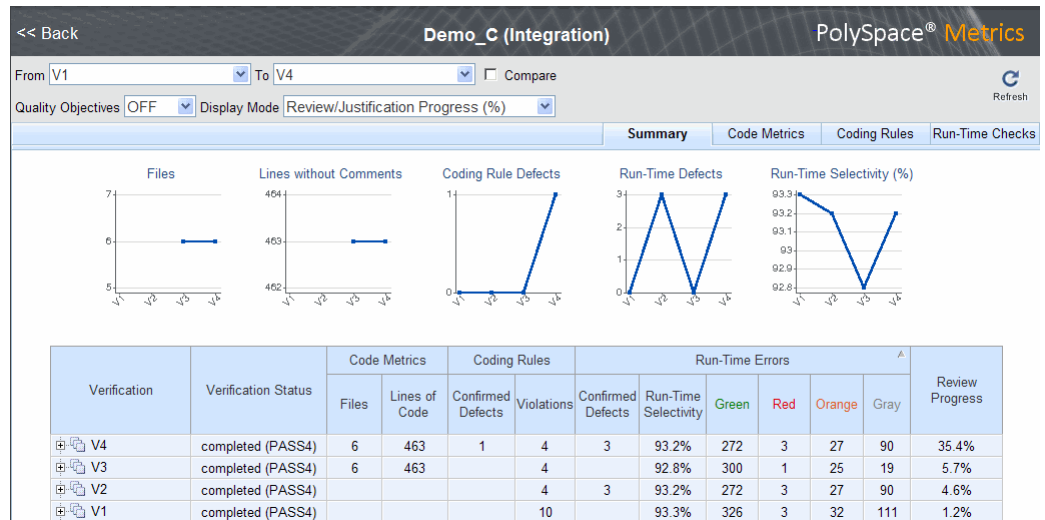 << Back Demo_C (Integration) PolySpace® Metrics
From V1 To V4 Compare
Refresh
Quality Objectives OFF Display Mode Review/Justification Progress (%)
Summary Code Metrics Coding Rules Run-Time Checks
Files
7
6
5
V1 V2 V3 V4
Lines without Comments
464
463
462
V1 V2 V3 V4
Coding Rule Defects
1
0
V1 V2 V3 V4
Run-Time Defects
3
2
1
0
V1 V2 V3 V4
Run-Time Selectivity (%)
93.3
93.2
93.1
93
92.9
92.8
V1 V2 V3 V4
Verification Verification Status Code Metrics Coding Rules Run-Time Errors Review Progress
Files Lines of Code Confirmed Defects Violations Confirmed Defects Run-Time Selectivity Green Red Orange Gray
V4 completed (PASS4) 6 463 1 4 3 93.2% 272 3 27 90 35.4%
V3 completed (PASS4) 6 463 4 92.8% 300 1 25 19 5.7%
V2 completed (PASS4) 4 3 93.2% 272 3 27 90 4.6%
V1 completed (PASS4) 10 93.3% 326 3 32 111 1.2%